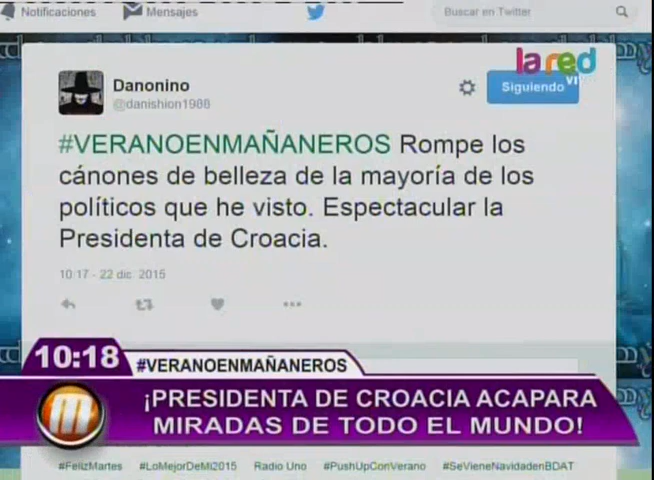 Notificaciones Mensajes Buscar en Twitter
la red
VIVO
Danonino
@danishion1986
Siguiendo
#VERANOENMAÑANEROS Rompe los
cánones de belleza de la mayoría de los
políticos que he visto. Espectacular la
Presidenta de Croacia.
10:17 - 22 dic. 2015
10:18 #VERANOENMAÑANEROS
m ¡PRESIDENTA DE CROACIA ACAPARA
MIRADAS DE TODO EL MUNDO!
#FelizMartes #LoMejorDeMi2015 Radio Uno #PushUpConVerano #SeVieneNavidadenBDAT